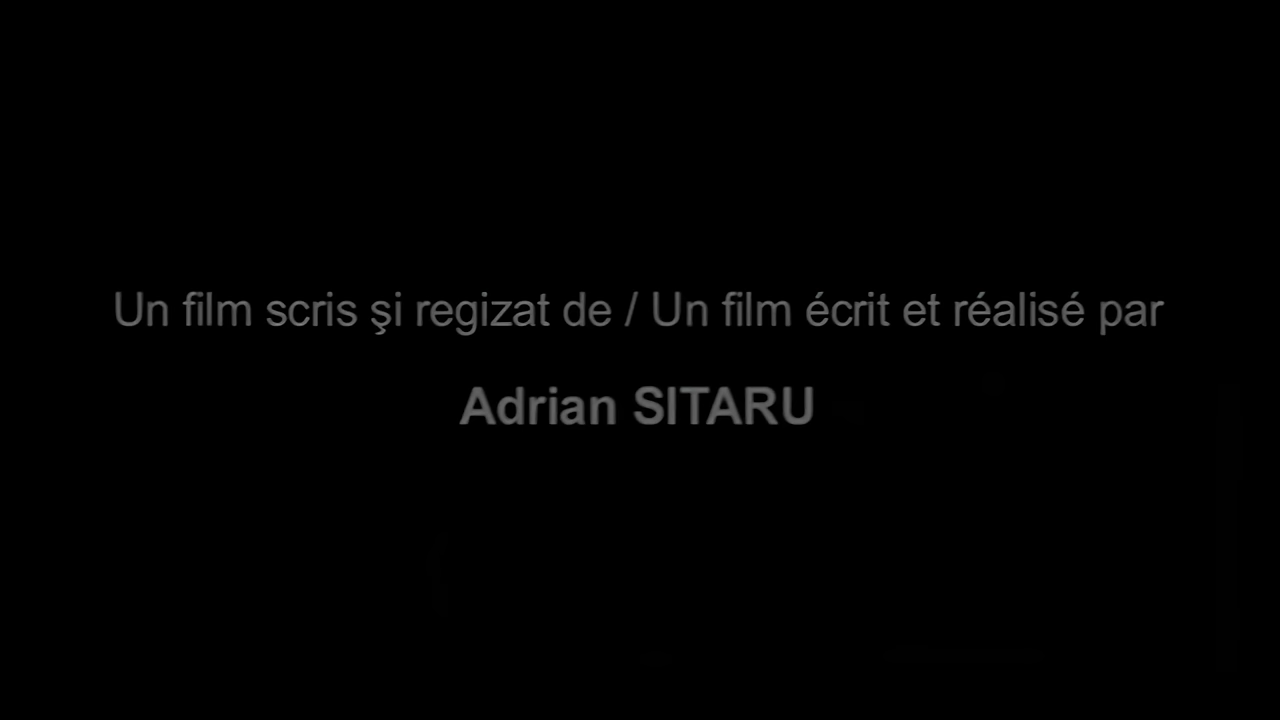 Un film scris şi regizat de / Un film écrit et réalisé par
Adrian SITARU